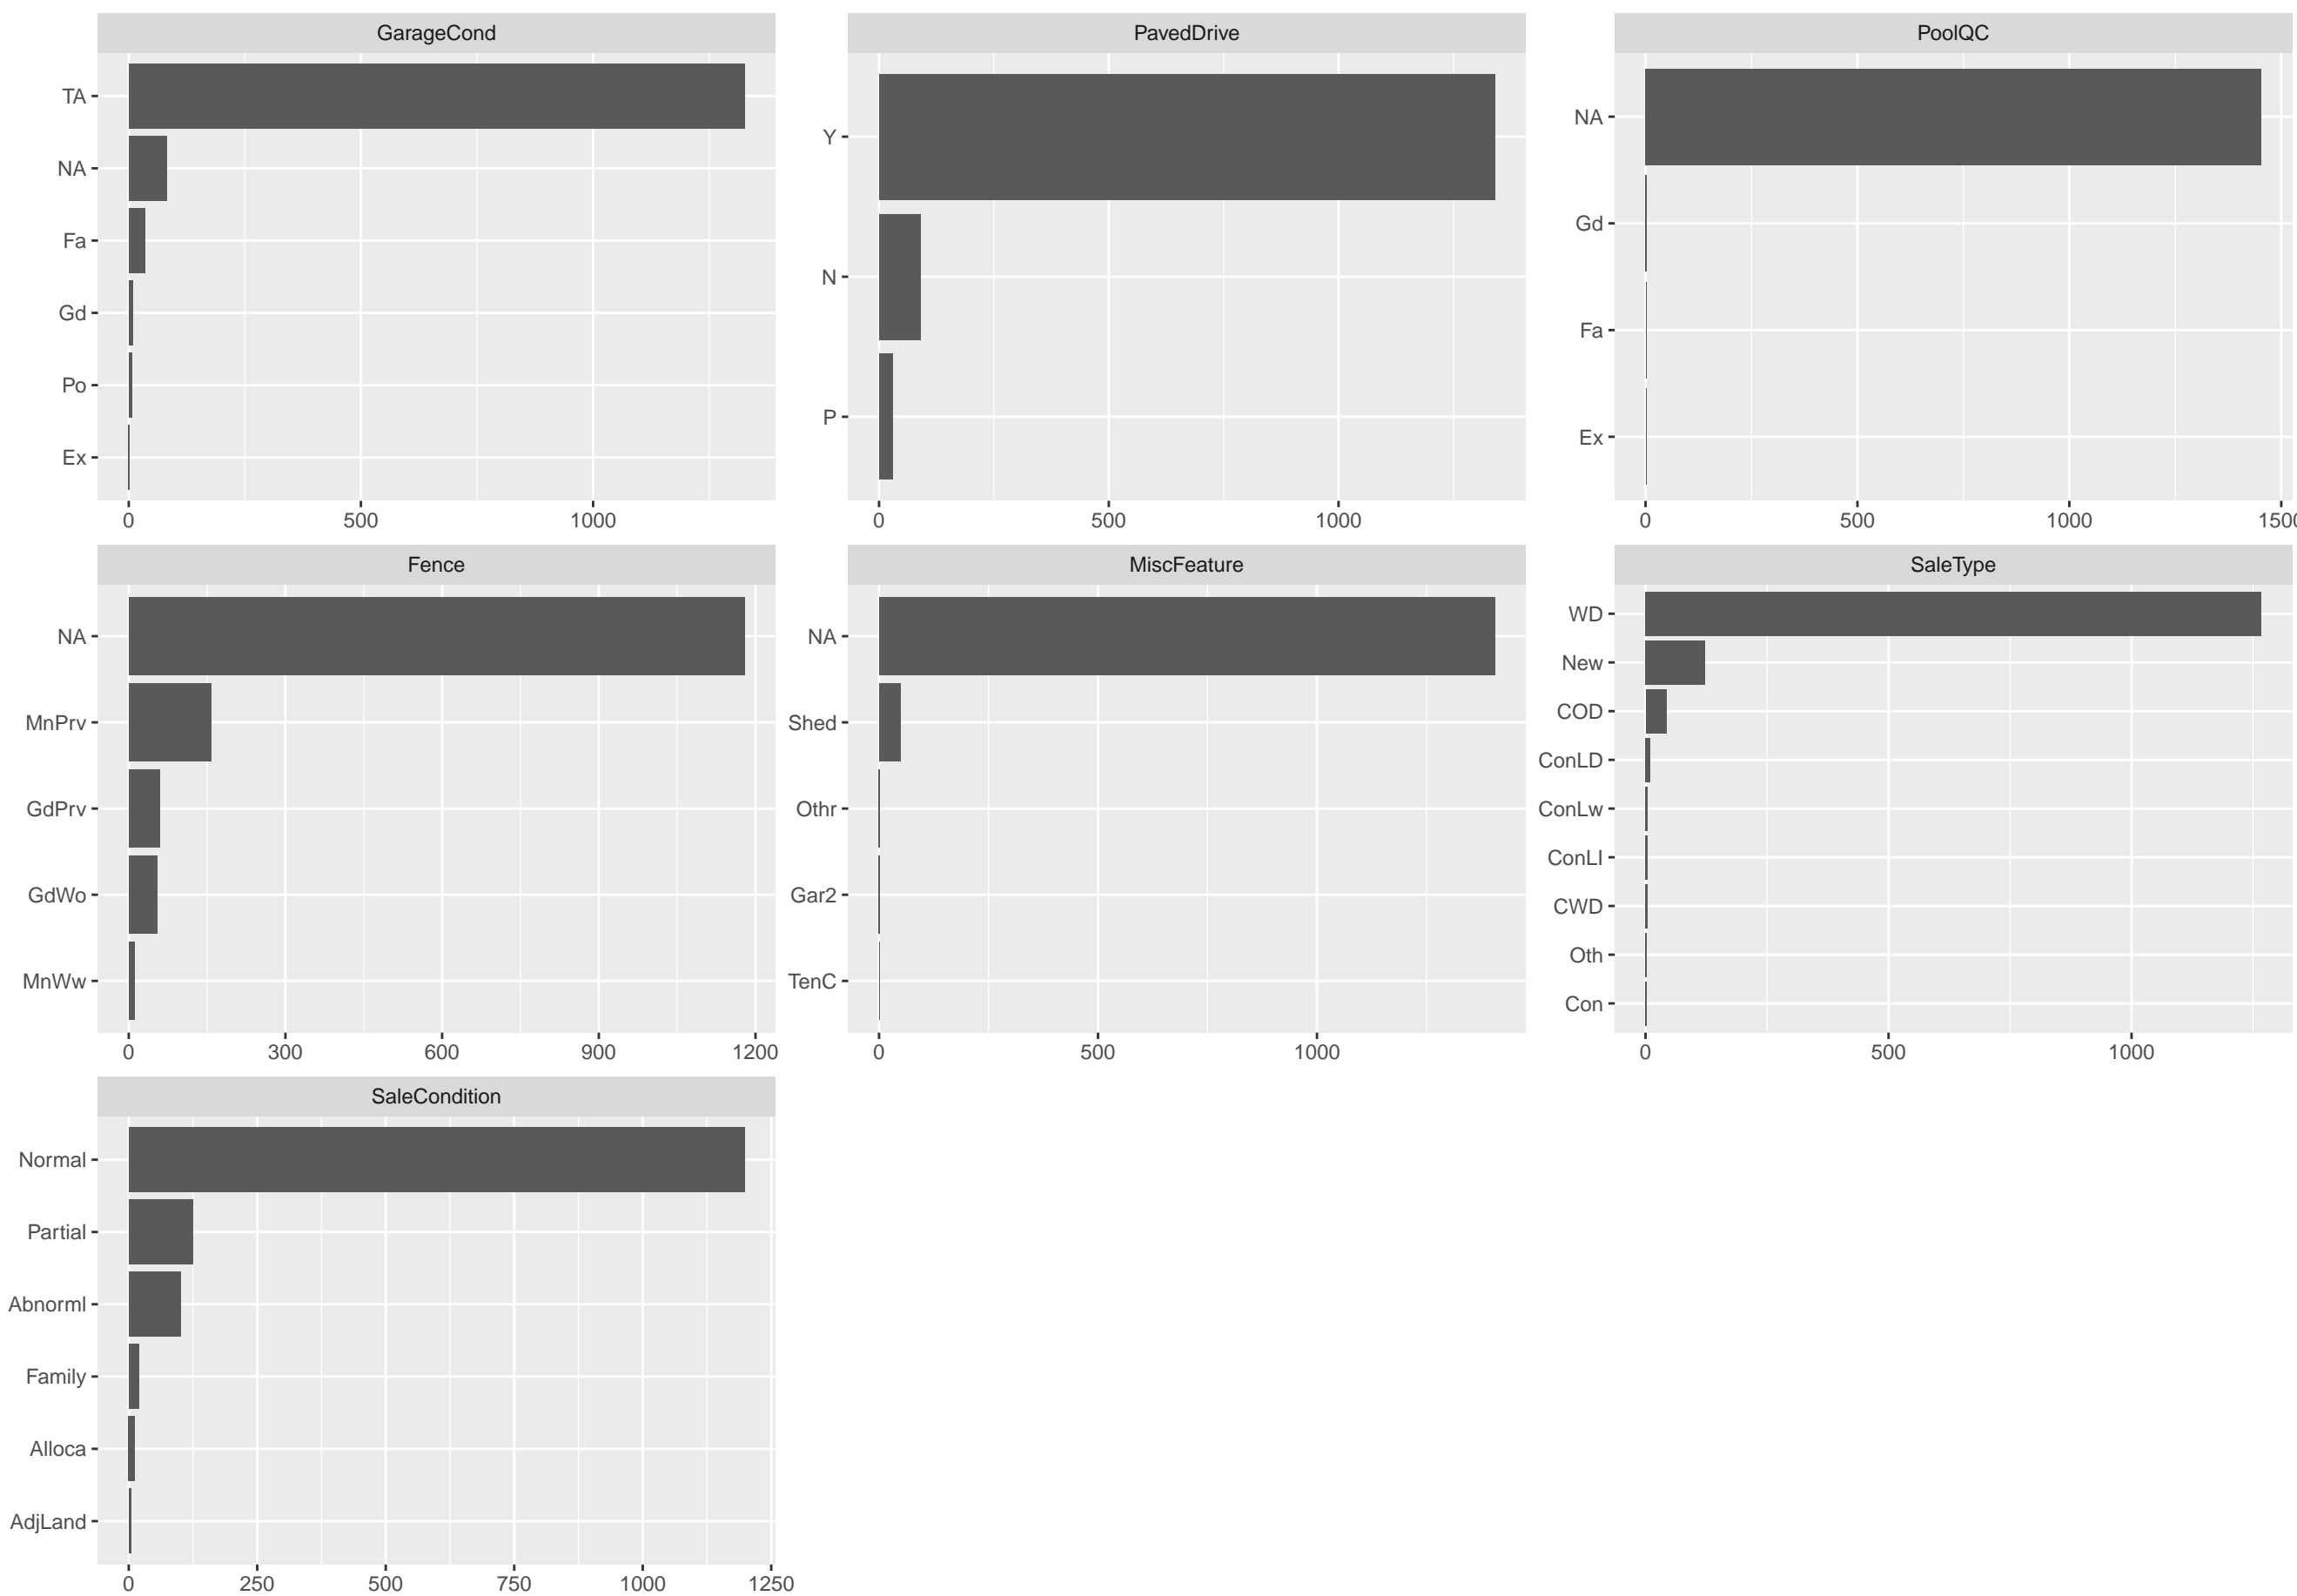 GarageCond
TA
NA
Fa
Gd
Po
Ex
0 500 1000
PavedDrive
Y
N
P
0 500 1000
PoolQC
NA
Gd
Fa
Ex
0 500 1000 1500
Fence
NA
MnPrv
GdPrv
GdWo
MnWw
0 300 600 900 1200
MiscFeature
NA
Shed
Othr
Gar2
TenC
0 500 1000
SaleType
WD
New
COD
ConLD
ConLw
ConLI
CWD
Oth
Con
0 500 1000
SaleCondition
Normal
Partial
Abnorml
Family
Alloca
AdjLand
0 250 500 750 1000 1250